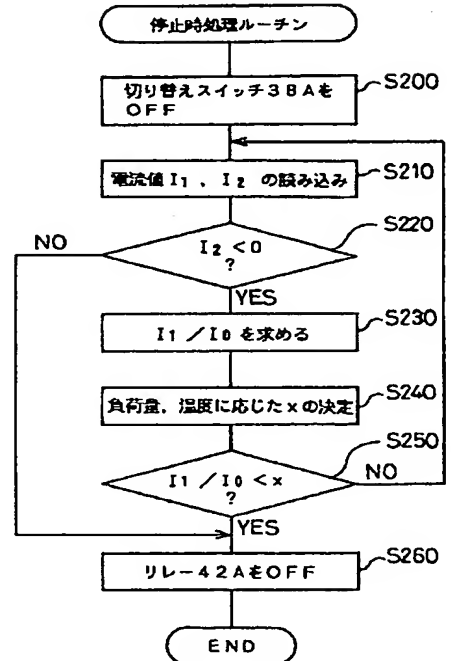 停止時処理ルーチン
切り替えスイッチ38Aを
OFF
S200
電流値I1 、I2 の読み込み
S210
I2 <0
?
S220
NO
YES
I1 /I0 を求める
S230
負荷量，温度に応じたxの決定
S240
I1 /I0 <x
?
S250
NO
YES
リレー42AをOFF
S260
END